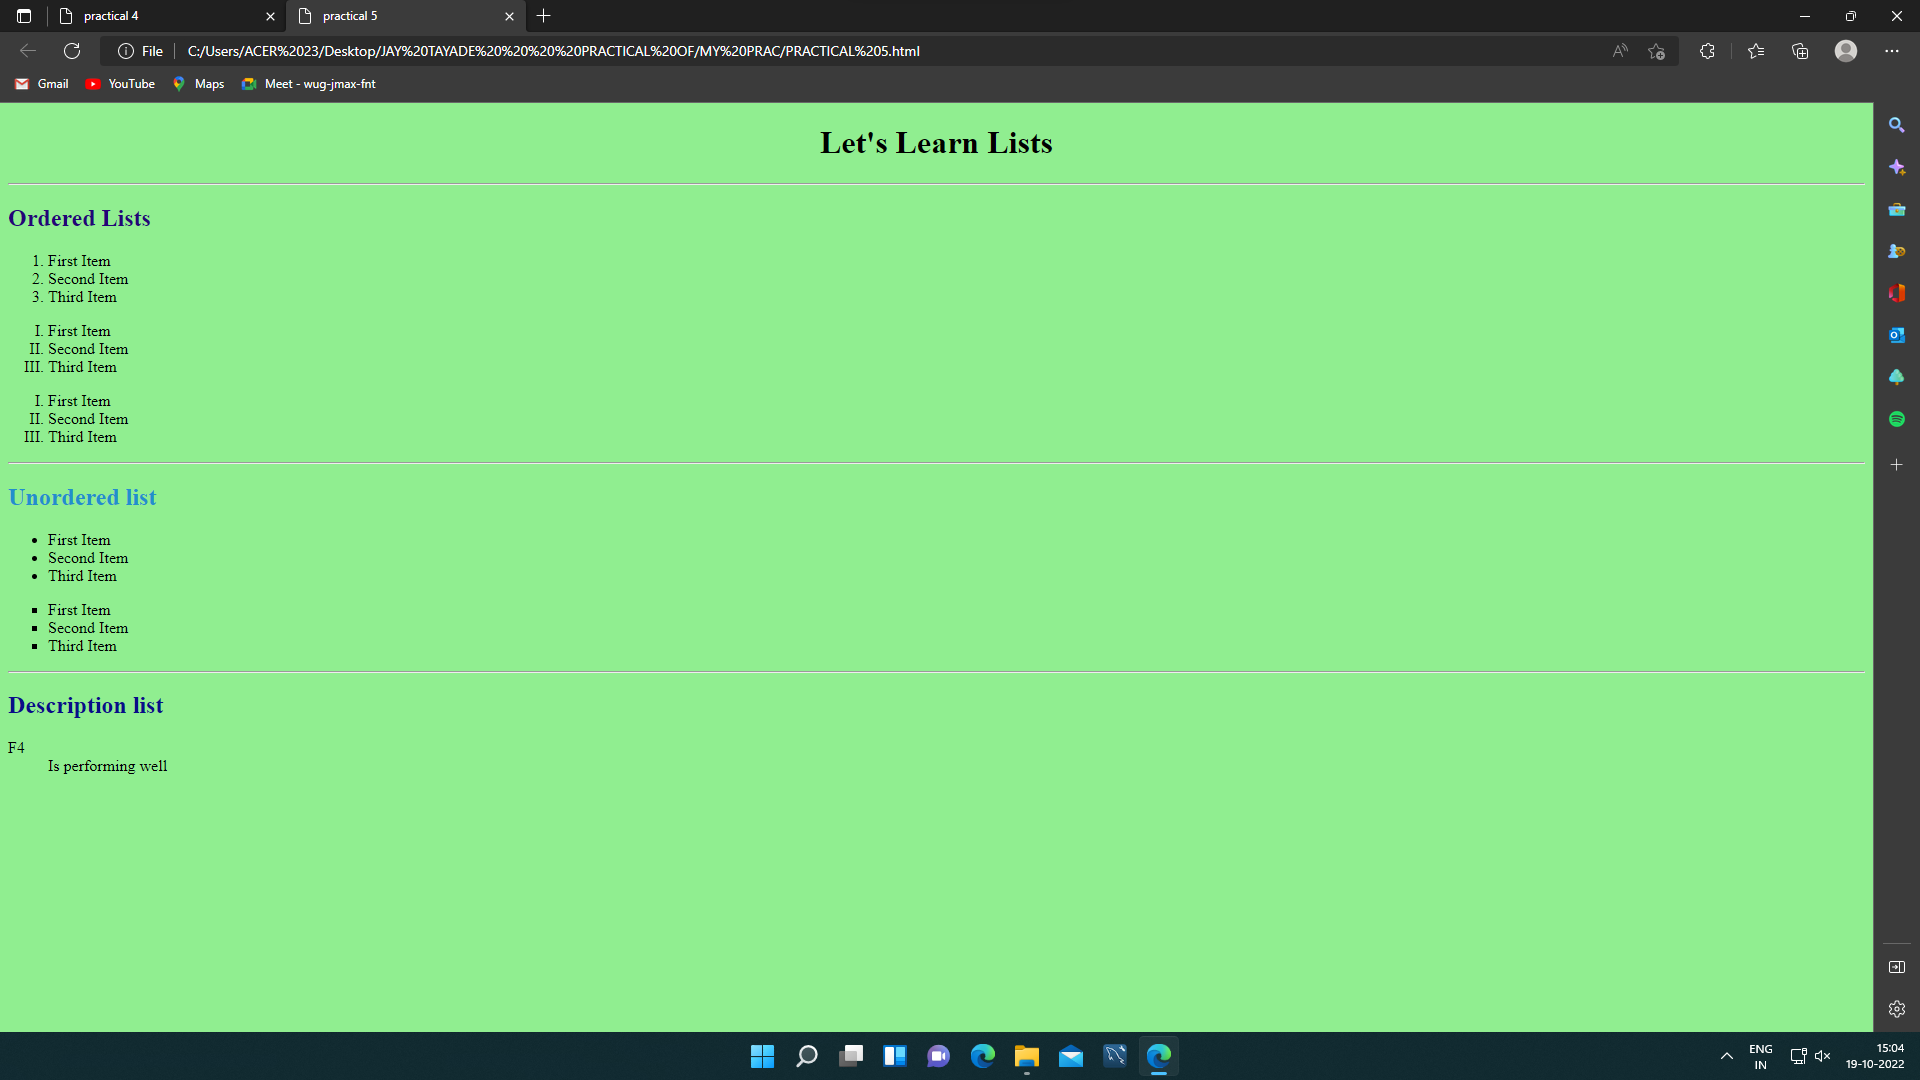 practical 4
practical 5
File
C:/Users/ACER%2023/Desktop/JAY%20TAYADE%20%20%20%20PRACTICAL%20OF/MY%20PRAC/PRACTICAL%205.html
Gmail
YouTube
Maps
Meet - wug-jmax-fnt
Let's Learn Lists
Ordered Lists
1. First Item
2. Second Item
3. Third Item
I. First Item
II. Second Item
III. Third Item
I. First Item
II. Second Item
III. Third Item
Unordered list
• First Item
• Second Item
• Third Item
▪ First Item
▪ Second Item
▪ Third Item
Description list
F4
Is performing well
ENG
IN
15:04
19-10-2022